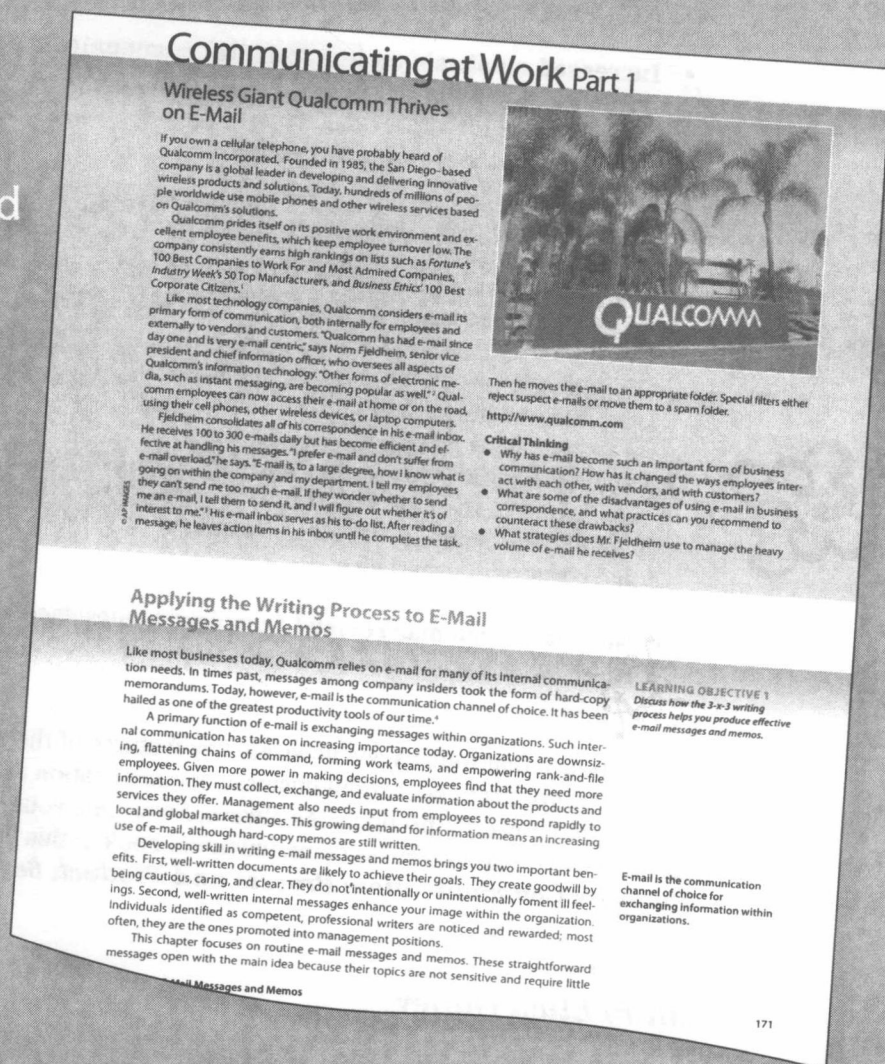 d
Communicating at Work Part 1
Wireless Giant Qualcomm Thrives
on E-Mail
If you own a cellular telephone, you have probably heard of
Qualcomm Incorporated. Founded in 1985, the San Diego–based
company is a global leader in developing and delivering innovative
wireless products and solutions. Today, hundreds of millions of peo-
ple worldwide use mobile phones and other wireless services based
on Qualcomm's solutions.
Qualcomm prides itself on its positive work environment and ex-
cellent employee benefits, which keep employee turnover low. The
company consistently earns high rankings on lists such as Fortune's
100 Best Companies to Work For and Most Admired Companies,
Industry Week's 50 Top Manufacturers, and Business Ethics' 100 Best
Corporate Citizens.¹
Like most technology companies, Qualcomm considers e-mail its
primary form of communication, both internally for employees and
externally to vendors and customers. "Qualcomm has had e-mail since
day one and is very e-mail centric," says Norm Fjeldheim, senior vice
president and chief information officer, who oversees all aspects of
Qualcomm's information technology. "Other forms of electronic me-
dia, such as instant messaging, are becoming popular as well."² Qual-
comm employees can now access their e-mail at home or on the road,
using their cell phones, other wireless devices, or laptop computers.
Fjeldheim consolidates all of his correspondence in his e-mail inbox.
He receives 100 to 300 e-mails daily but has become efficient and ef-
fective at handling his messages. "I prefer e-mail and don't suffer from
e-mail overload," he says. "E-mail is, to a large degree, how I know what is
going on within the company and my department. I tell my employees
they can't send me too much e-mail. If they wonder whether to send
me an e-mail, I tell them to send it, and I will figure out whether it's of
interest to me."³ His e-mail inbox serves as his to-do list. After reading a
message, he leaves action items in his inbox until he completes the task.
© AP IMAGES
QUALCOMM
Then he moves the e-mail to an appropriate folder. Special filters either
reject suspect e-mails or move them to a spam folder.
http://www.qualcomm.com
Critical Thinking
● Why has e-mail become such an important form of business
communication? How has it changed the ways employees inter-
act with each other, with vendors, and with customers?
● What are some of the disadvantages of using e-mail in business
correspondence, and what practices can you recommend to
counteract these drawbacks?
● What strategies does Mr. Fjeldheim use to manage the heavy
volume of e-mail he receives?
Applying the Writing Process to E-Mail
Messages and Memos
Like most businesses today, Qualcomm relies on e-mail for many of its internal communica-
tion needs. In times past, messages among company insiders took the form of hard-copy
memorandums. Today, however, e-mail is the communication channel of choice. It has been
hailed as one of the greatest productivity tools of our time.⁴
A primary function of e-mail is exchanging messages within organizations. Such inter-
nal communication has taken on increasing importance today. Organizations are downsiz-
ing, flattening chains of command, forming work teams, and empowering rank-and-file
employees. Given more power in making decisions, employees find that they need more
information. They must collect, exchange, and evaluate information about the products and
services they offer. Management also needs input from employees to respond rapidly to
local and global market changes. This growing demand for information means an increasing
use of e-mail, although hard-copy memos are still written.
Developing skill in writing e-mail messages and memos brings you two important ben-
efits. First, well-written documents are likely to achieve their goals. They create goodwill by
being cautious, caring, and clear. They do not intentionally or unintentionally foment ill feel-
ings. Second, well-written internal messages enhance your image within the organization.
Individuals identified as competent, professional writers are noticed and rewarded; most
often, they are the ones promoted into management positions.
This chapter focuses on routine e-mail messages and memos. These straightforward
messages open with the main idea because their topics are not sensitive and require little
LEARNING OBJECTIVE 1
Discuss how the 3-x-3 writing
process helps you produce effective
e-mail messages and memos.
E-mail is the communication
channel of choice for
exchanging information within
organizations.
Mail Messages and Memos
171